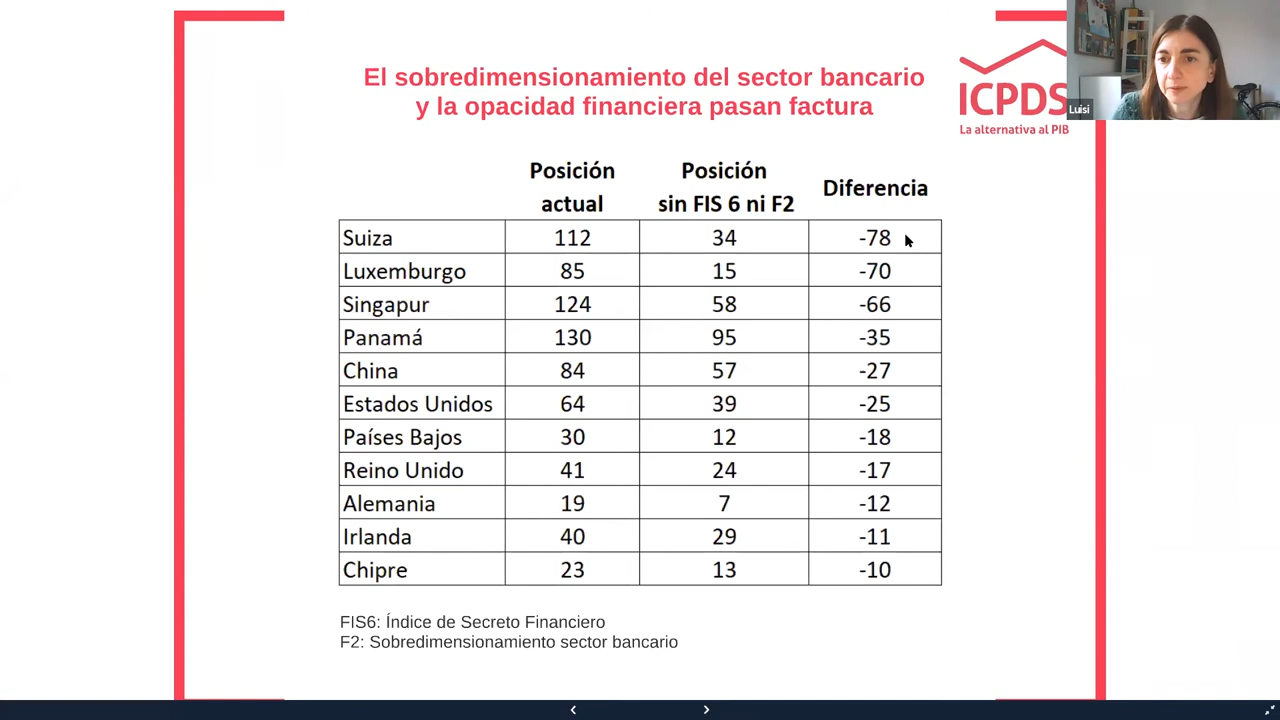 El sobredimensionamiento del sector bancario
y la opacidad financiera pasan factura
ICPDS
La alternativa al PIB
Luisi
Posición actual Posición sin FIS 6 ni F2 Diferencia
Suiza 112 34 -78
Luxemburgo 85 15 -70
Singapur 124 58 -66
Panamá 130 95 -35
China 84 57 -27
Estados Unidos 64 39 -25
Países Bajos 30 12 -18
Reino Unido 41 24 -17
Alemania 19 7 -12
Irlanda 40 29 -11
Chipre 23 13 -10
FIS6: Índice de Secreto Financiero
F2: Sobredimensionamiento sector bancario